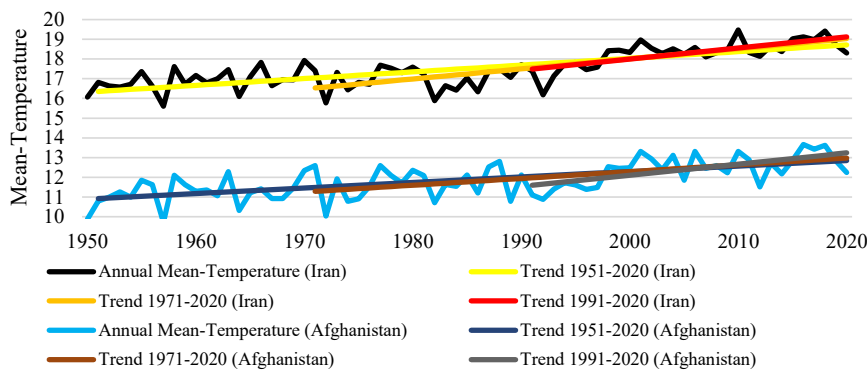 20
19
18
17
16
15
14
13
12
11
10
Mean-Temperature
1950 1960 1970 1980 1990 2000 2010 2020
Annual Mean-Temperature (Iran) Trend 1951-2020 (Iran)
Trend 1971-2020 (Iran) Trend 1991-2020 (Iran)
Annual Mean-Temperature (Afghanistan) Trend 1951-2020 (Afghanistan)
Trend 1971-2020 (Afghanistan) Trend 1991-2020 (Afghanistan)